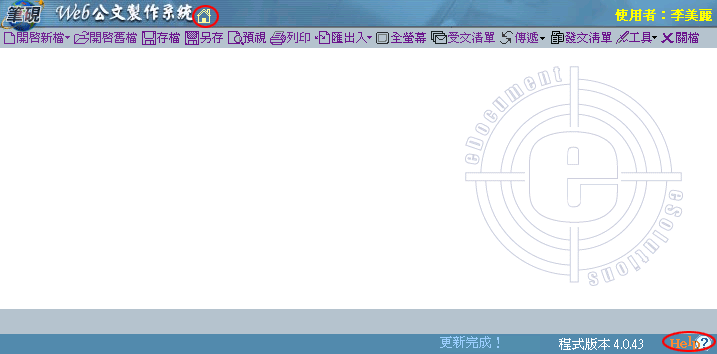 筆硯 Web公文製作系統 使用者：李美麗
開啓新檔 開啓舊檔 存檔 另存 預視 列印 匯出入 全螢幕 受文清單 傳遞 發文清單 工具 關檔
eDocument
e
eSolutions
更新完成！ 程式版本 4.0.43 Help?